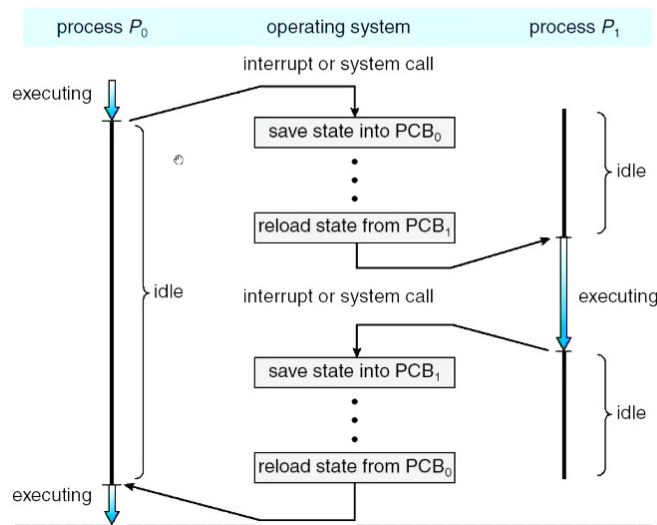 process P0 operating system process P1
interrupt or system call
executing
save state into PCB0
idle
reload state from PCB1
idle
interrupt or system call
executing
save state into PCB1
idle
reload state from PCB0
executing